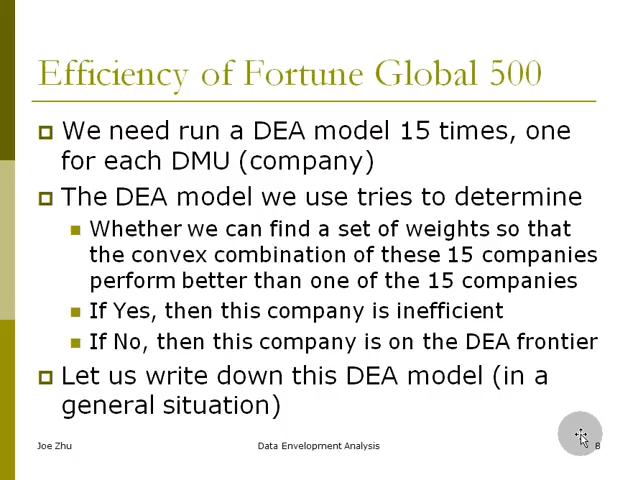 Efficiency of Fortune Global 500
We need run a DEA model 15 times, one
for each DMU (company)
The DEA model we use tries to determine
Whether we can find a set of weights so that
the convex combination of these 15 companies
perform better than one of the 15 companies
If Yes, then this company is inefficient
If No, then this company is on the DEA frontier
Let us write down this DEA model (in a
general situation)
Joe Zhu
Data Envelopment Analysis
8